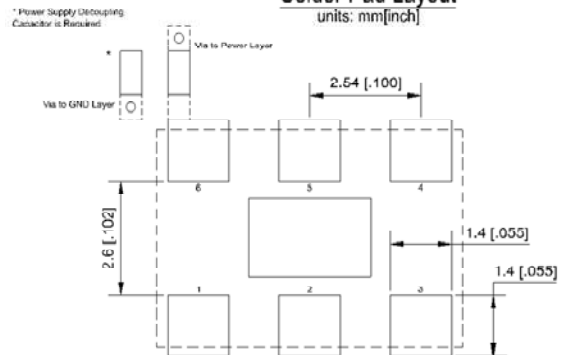 units: mm[inch]
* Power Supply Decoupling
Capacitor is Required
Via to Power Layer
*
Via to GND Layer
2.54 [.100]
6
5
4
2.6 [.102]
1.4 [.055]
1.4 [.055]
1
2
3